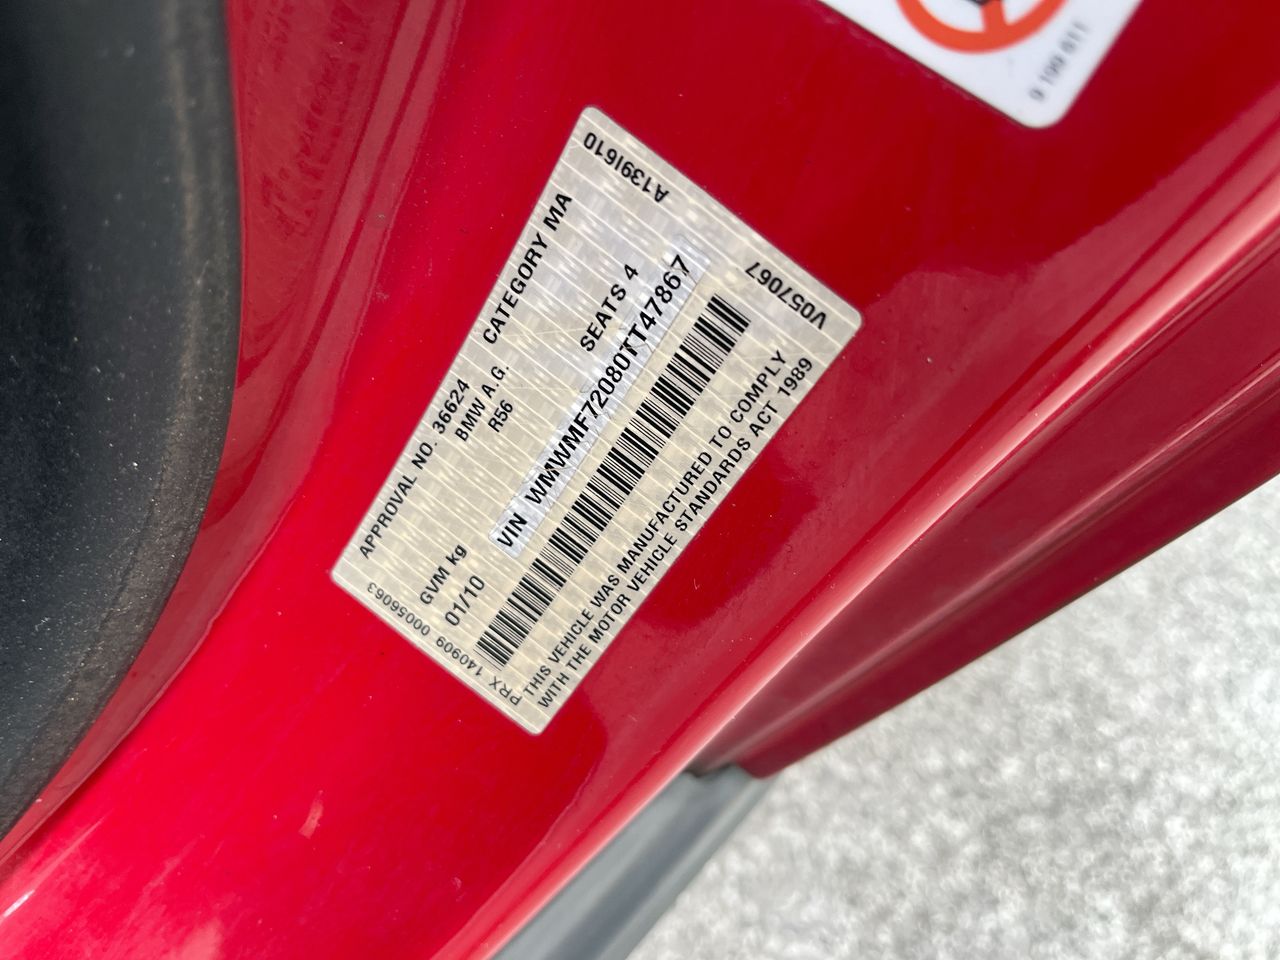 9 199 611
A139I610
APPROVAL NO. 36624 CATEGORY MA
BMW A.G.
R56 SEATS 4
GVM kg
01/10
VIN WMWMF72080TT47867
V057067
THIS VEHICLE WAS MANUFACTURED TO COMPLY
WITH THE MOTOR VEHICLE STANDARDS ACT 1989
PRX 140909 00056063